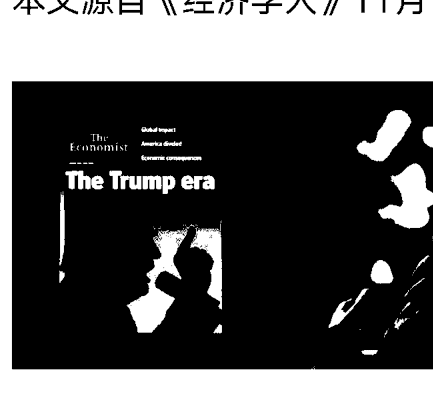 本文源自《经济学人》11月
The
Economist
Global impact
America divided
Economic consequences
The Trump era